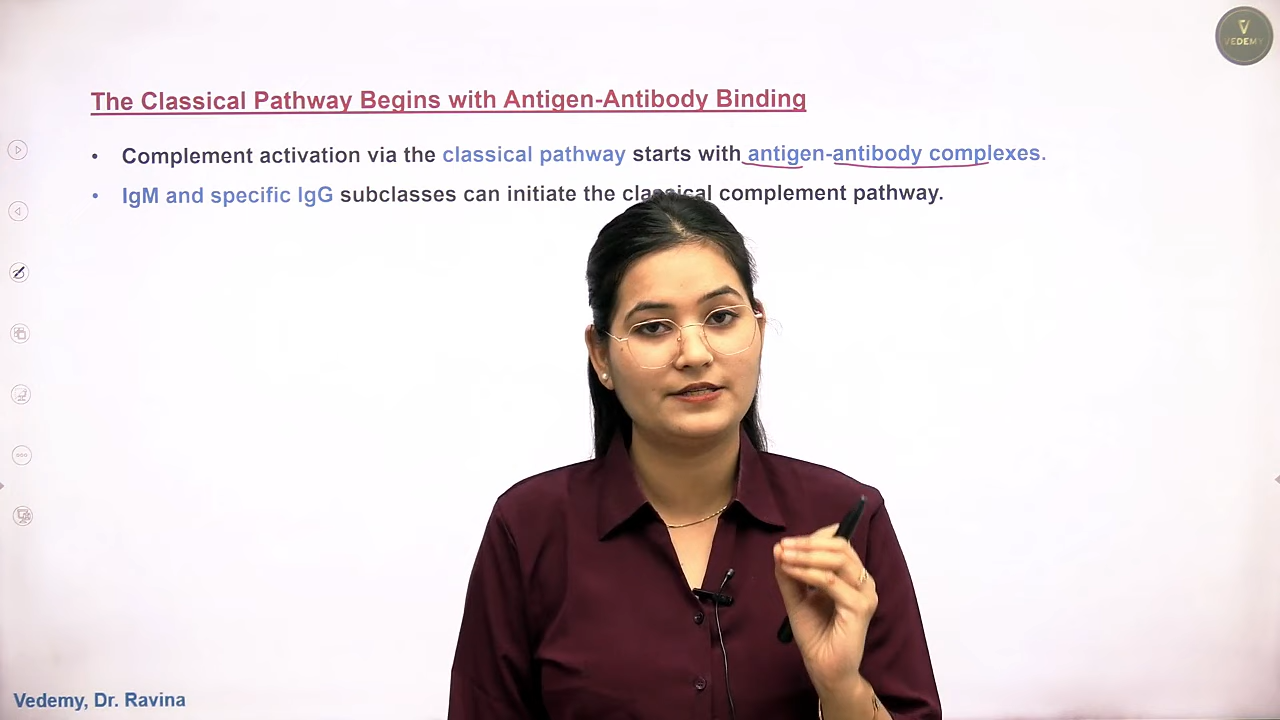 VEDEMY
The Classical Pathway Begins with Antigen-Antibody Binding
• Complement activation via the classical pathway starts with antigen-antibody complexes.
• IgM and specific IgG subclasses can initiate the classical complement pathway.
Vedemy, Dr. Ravina